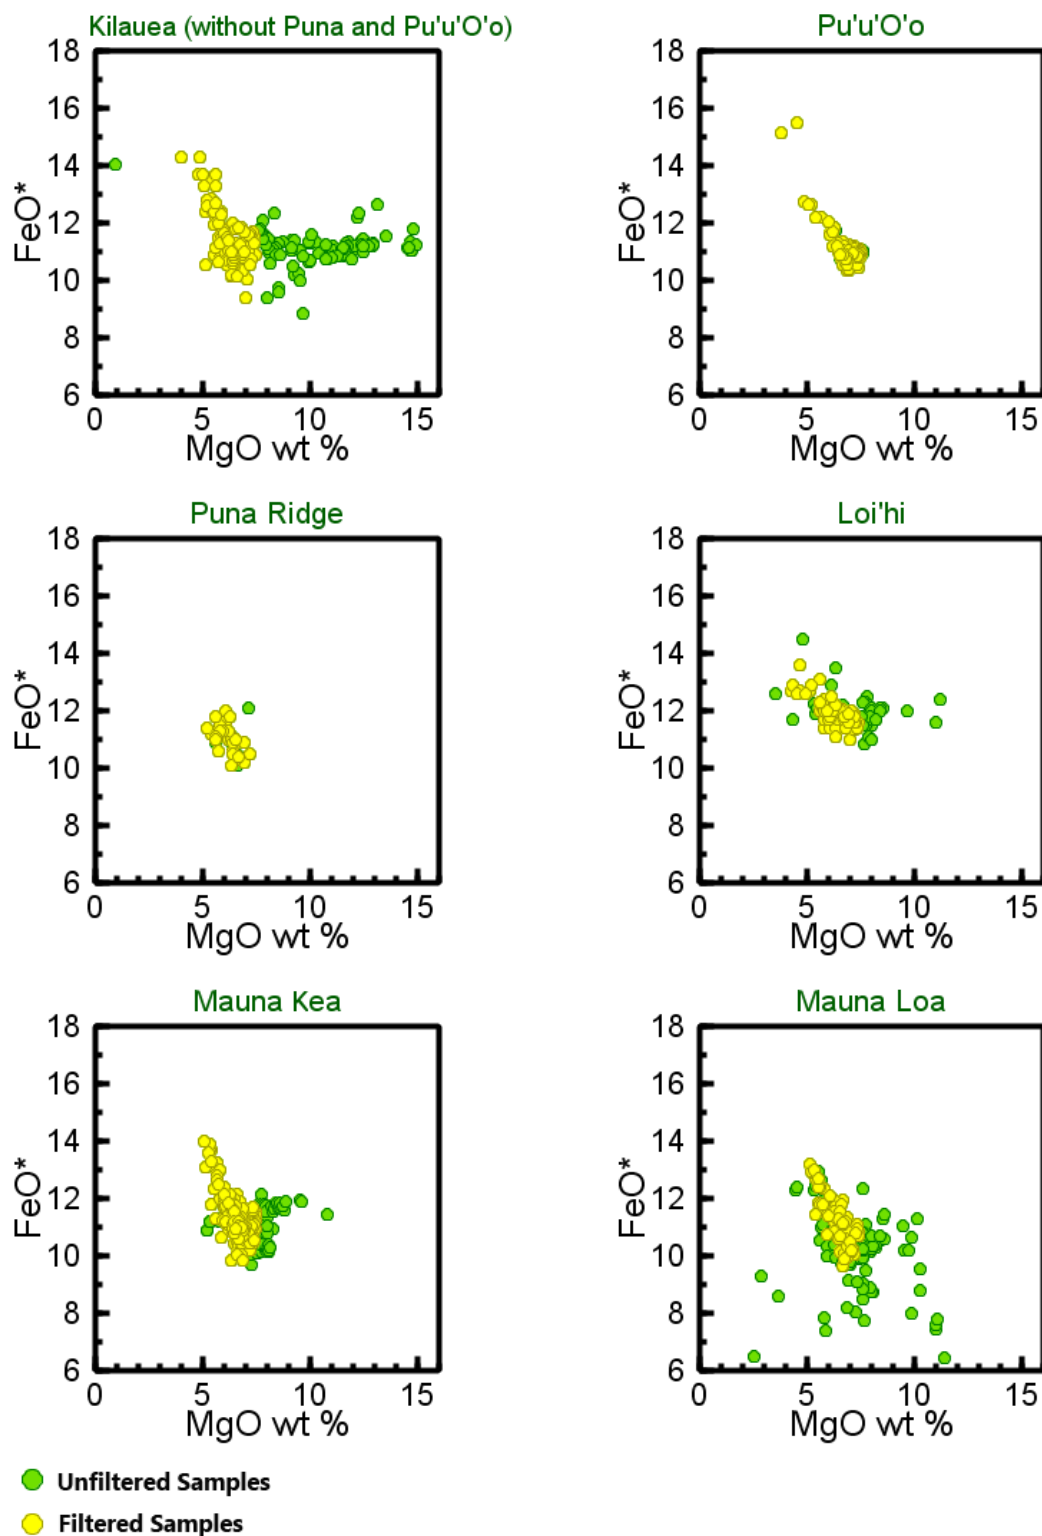 Kilauea (without Puna and Pu'u'O'o)
18
16
14
12
10
8
6
FeO*
0 5 10 15
MgO wt %
Pu'u'O'o
18
16
14
12
10
8
6
FeO*
0 5 10 15
MgO wt %
Puna Ridge
18
16
14
12
10
8
6
FeO*
0 5 10 15
MgO wt %
Loi'hi
18
16
14
12
10
8
6
FeO*
0 5 10 15
MgO wt %
Mauna Kea
18
16
14
12
10
8
6
FeO*
0 5 10 15
MgO wt %
Mauna Loa
18
16
14
12
10
8
6
FeO*
0 5 10 15
MgO wt %
Unfiltered Samples
Filtered Samples